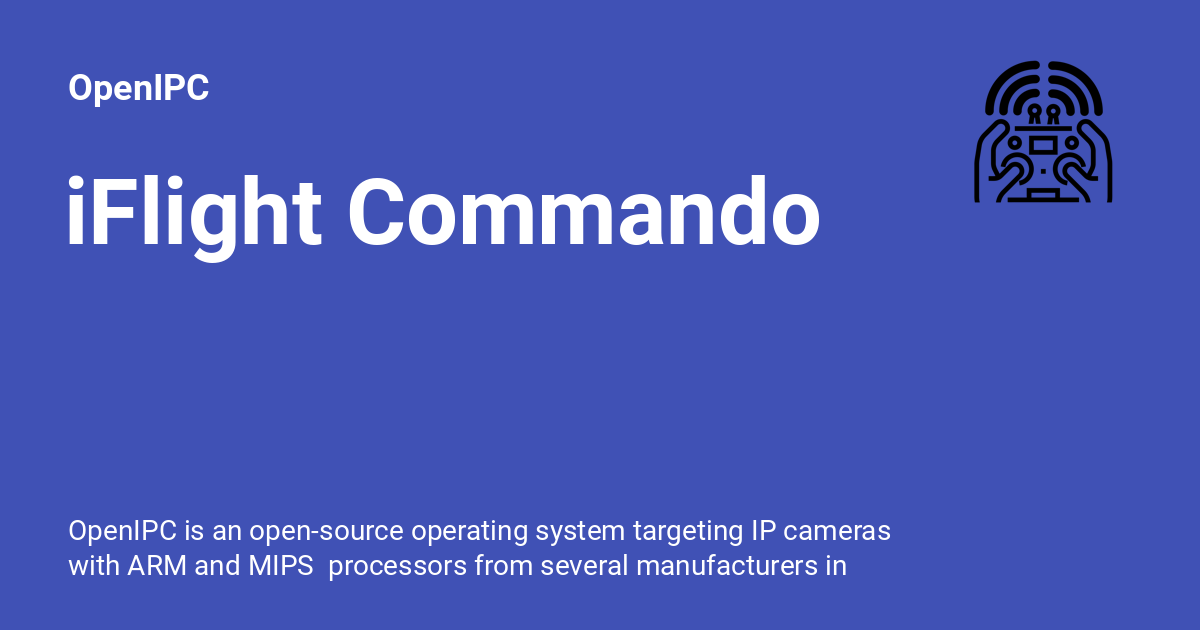 OpenIPC
iFlight Commando
OpenIPC is an open-source operating system targeting IP cameras
with ARM and MIPS  processors from several manufacturers in